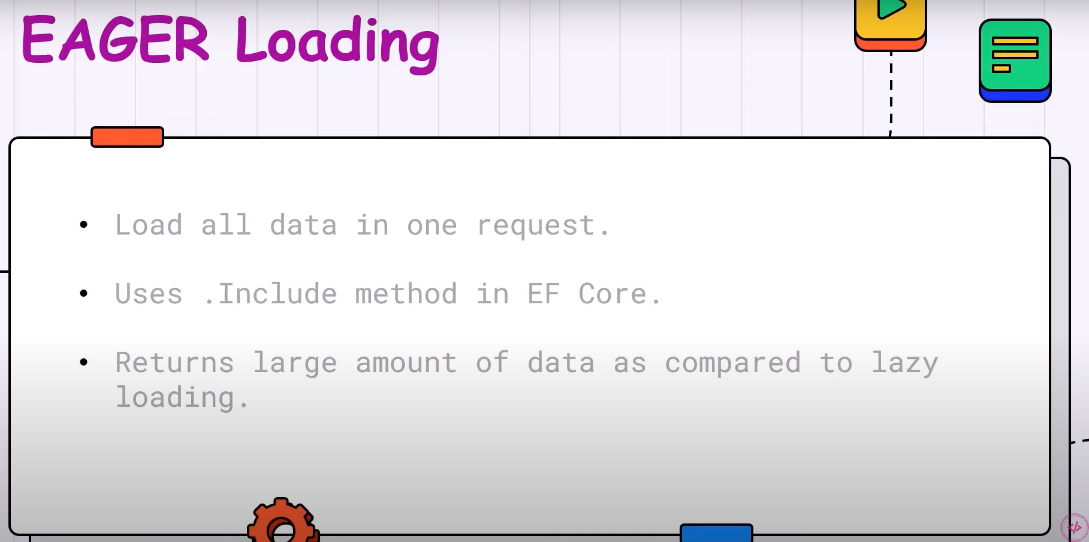 EAGER Loading
• Load all data in one request.
• Uses .Include method in EF Core.
• Returns large amount of data as compared to lazy
loading.